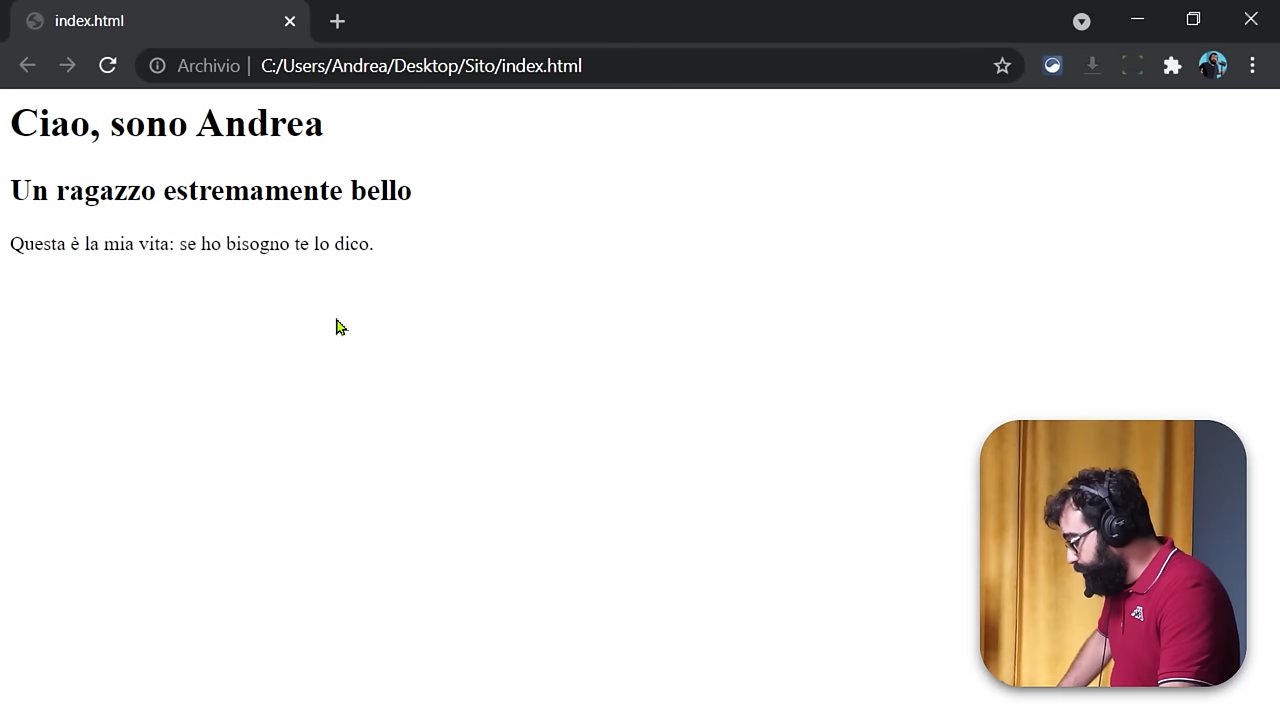 index.html
Archivio | C:/Users/Andrea/Desktop/Sito/index.html
Ciao, sono Andrea
Un ragazzo estremamente bello
Questa è la mia vita: se ho bisogno te lo dico.